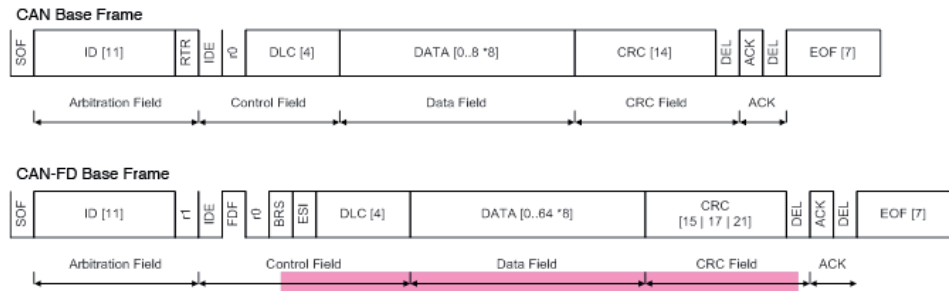 CAN Base Frame
SOF ID [11] RTR IDE r0 DLC [4] DATA [0..8 *8] CRC [14] DEL ACK DEL EOF [7]
Arbitration Field Control Field Data Field CRC Field ACK
CAN-FD Base Frame
SOF ID [11] r1 IDE FDF r0 BRS ESI DLC [4] DATA [0..64 *8] CRC [15 | 17 | 21] DEL ACK DEL EOF [7]
Arbitration Field Control Field Data Field CRC Field ACK